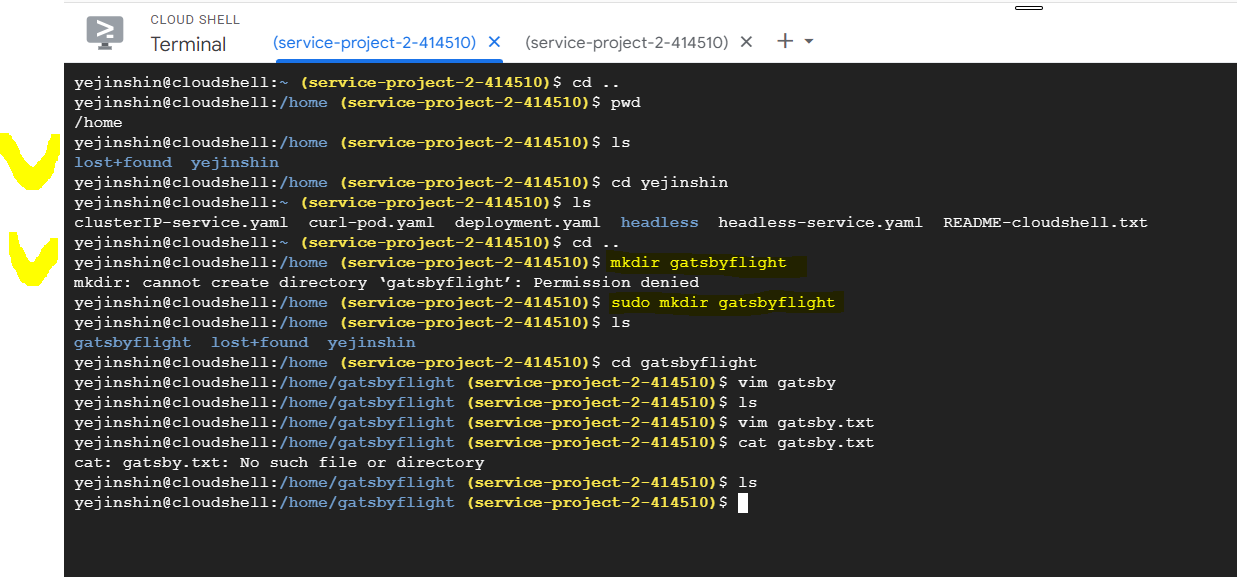 CLOUD SHELL
Terminal
(service-project-2-414510) × (service-project-2-414510) × +
yejinshin@cloudshell:~ (service-project-2-414510)$ cd ..
yejinshin@cloudshell:/home (service-project-2-414510)$ pwd
/home
yejinshin@cloudshell:/home (service-project-2-414510)$ ls
lost+found  yejinshin
yejinshin@cloudshell:/home (service-project-2-414510)$ cd yejinshin
yejinshin@cloudshell:~ (service-project-2-414510)$ ls
clusterIP-service.yaml  curl-pod.yaml  deployment.yaml  headless  headless-service.yaml  README-cloudshell.txt
yejinshin@cloudshell:~ (service-project-2-414510)$ cd ..
yejinshin@cloudshell:/home (service-project-2-414510)$ mkdir gatsbyflight
mkdir: cannot create directory ‘gatsbyflight’: Permission denied
yejinshin@cloudshell:/home (service-project-2-414510)$ sudo mkdir gatsbyflight
yejinshin@cloudshell:/home (service-project-2-414510)$ ls
gatsbyflight  lost+found  yejinshin
yejinshin@cloudshell:/home (service-project-2-414510)$ cd gatsbyflight
yejinshin@cloudshell:/home/gatsbyflight (service-project-2-414510)$ vim gatsby
yejinshin@cloudshell:/home/gatsbyflight (service-project-2-414510)$ ls
yejinshin@cloudshell:/home/gatsbyflight (service-project-2-414510)$ vim gatsby.txt
yejinshin@cloudshell:/home/gatsbyflight (service-project-2-414510)$ cat gatsby.txt
cat: gatsby.txt: No such file or directory
yejinshin@cloudshell:/home/gatsbyflight (service-project-2-414510)$ ls
yejinshin@cloudshell:/home/gatsbyflight (service-project-2-414510)$